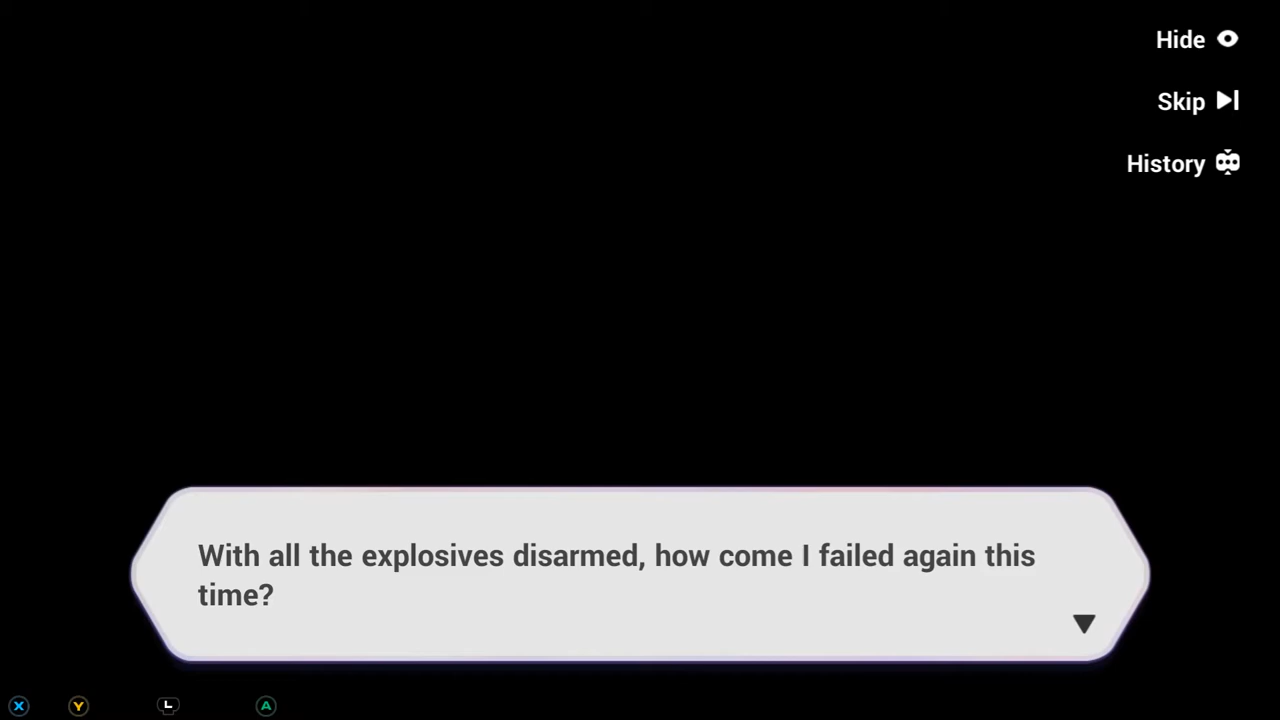 Hide
Skip
History
With all the explosives disarmed, how come I failed again this
time?
X Y L A